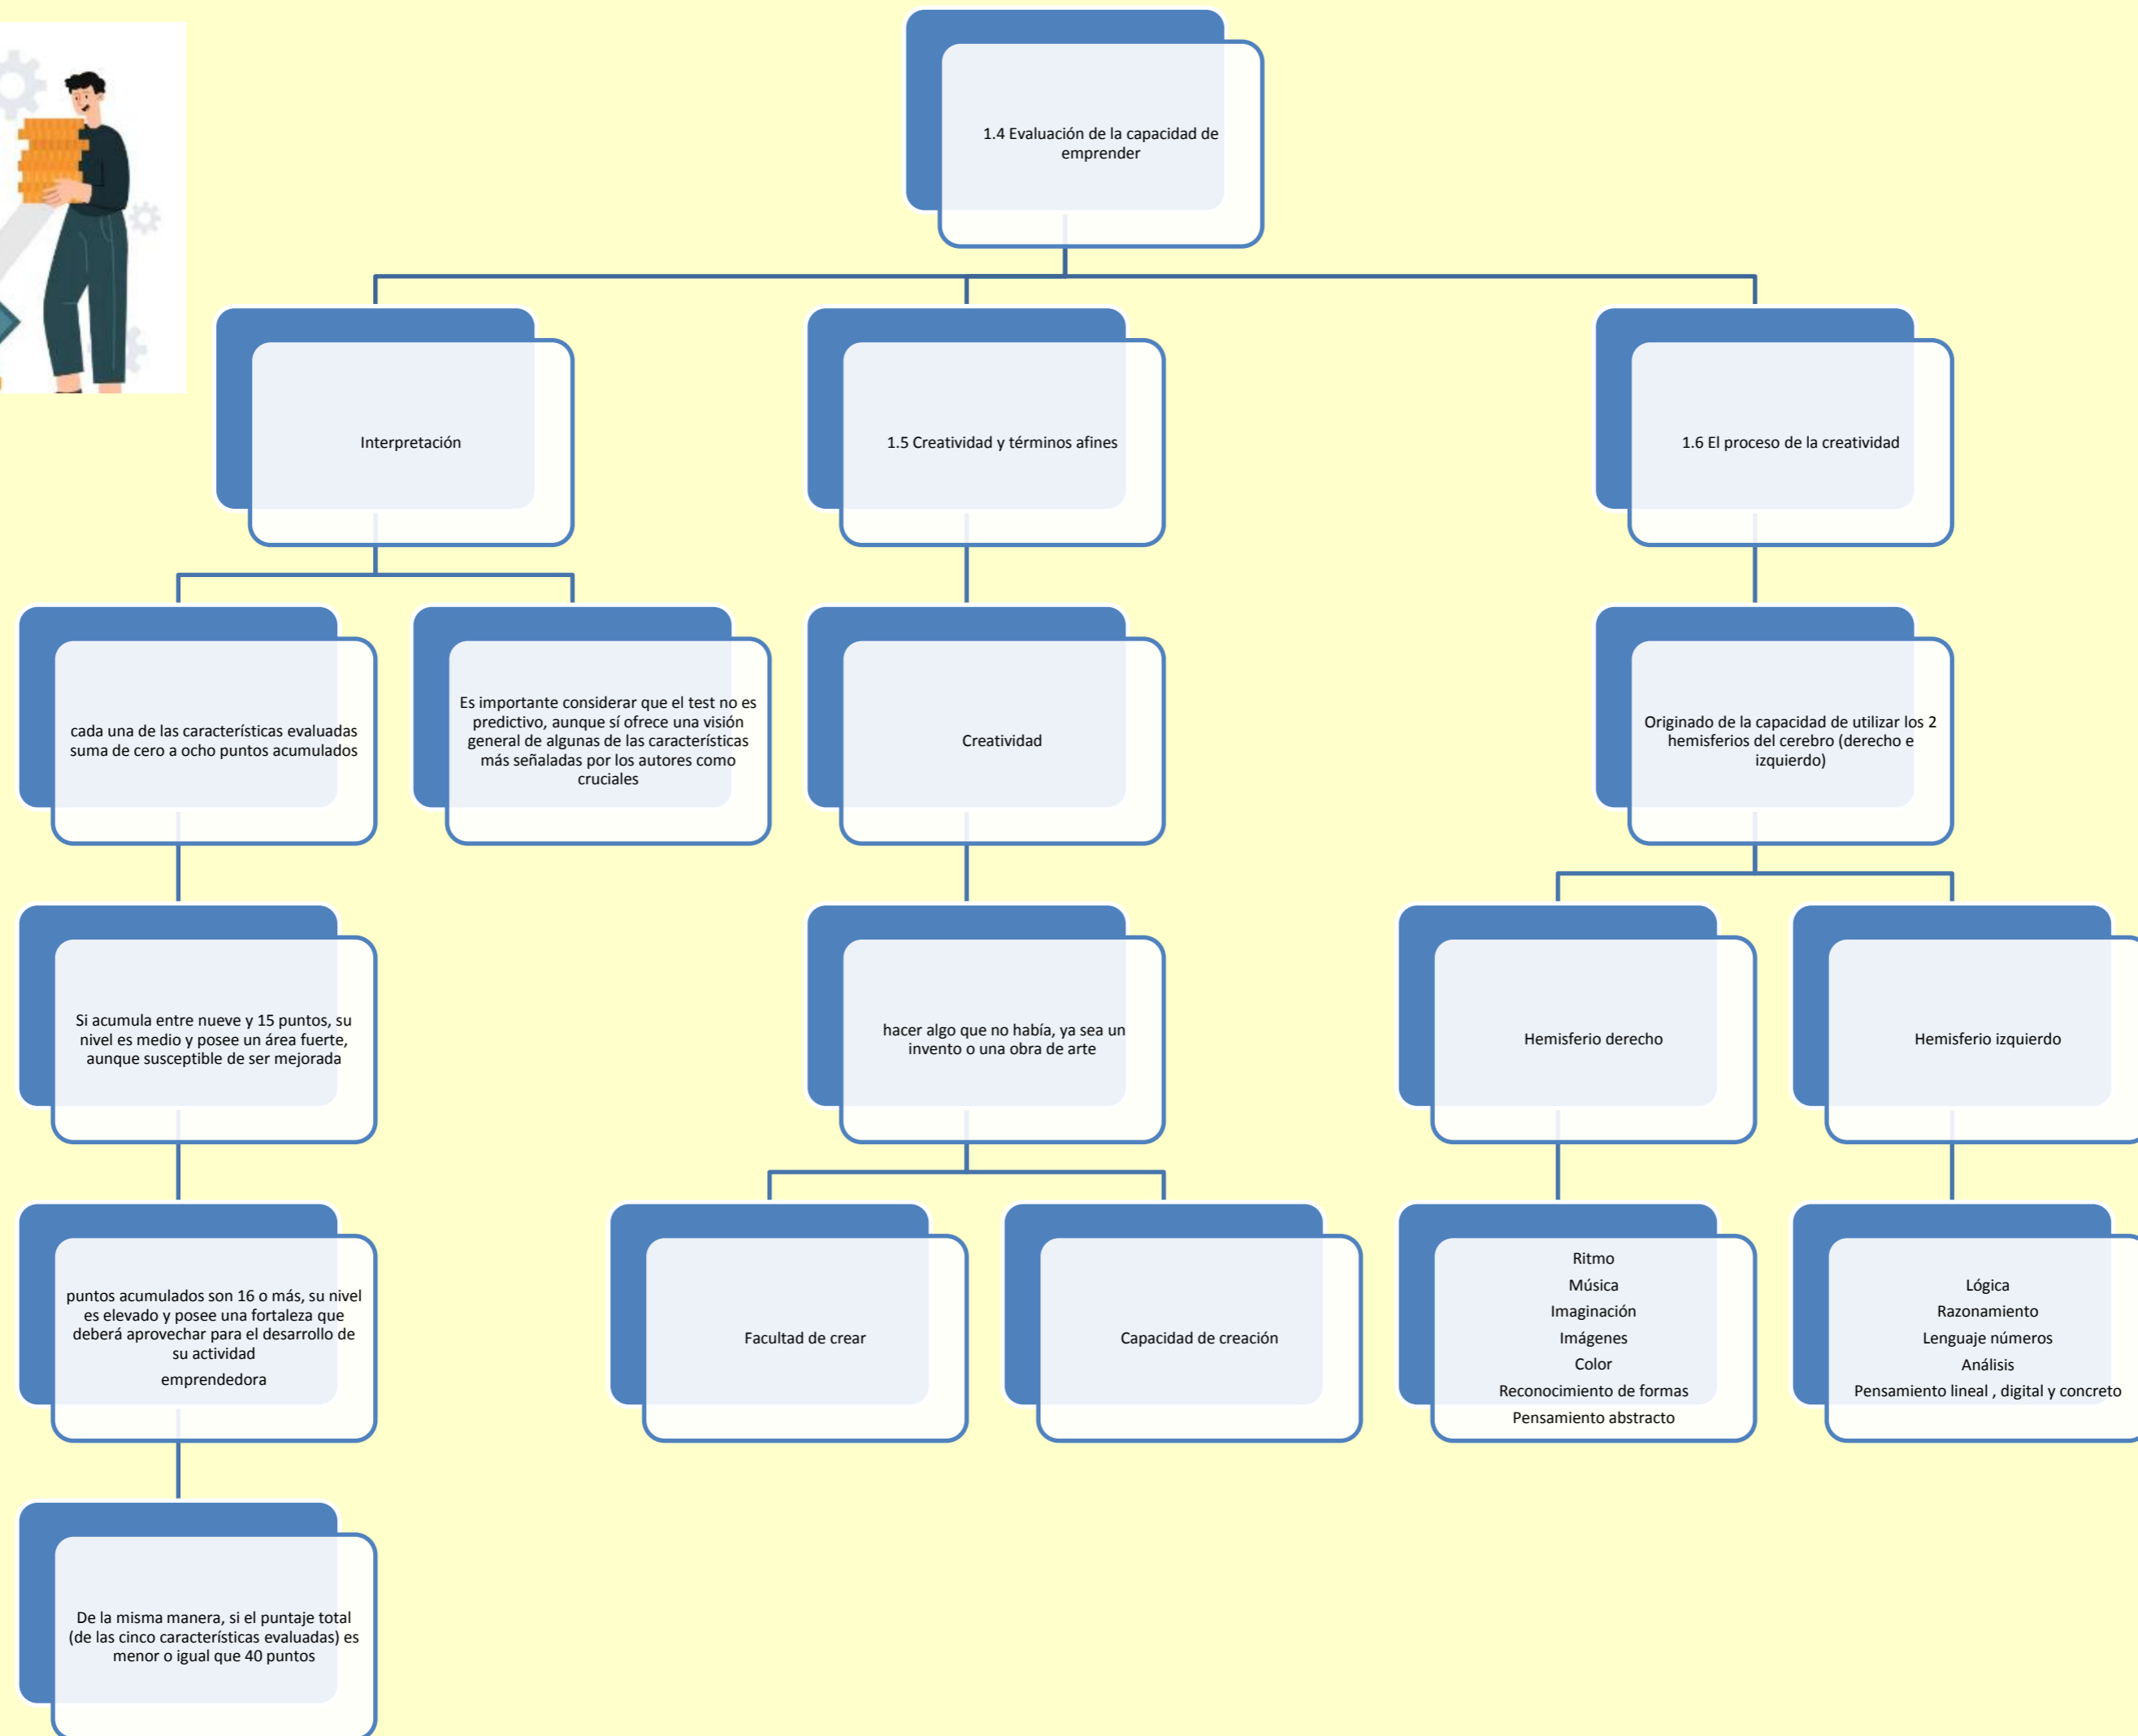 1.4 Evaluación de la capacidad de
emprender
Interpretación
1.5 Creatividad y términos afines
1.6 El proceso de la creatividad
cada una de las características evaluadas
suma de cero a ocho puntos acumulados
Es importante considerar que el test no es
predictivo, aunque sí ofrece una visión
general de algunas de las características
más señaladas por los autores como
cruciales
Creatividad
Originado de la capacidad de utilizar los 2
hemisferios del cerebro (derecho e
izquierdo)
Si acumula entre nueve y 15 puntos, su
nivel es medio y posee un área fuerte,
aunque susceptible de ser mejorada
hacer algo que no había, ya sea un
invento o una obra de arte
Hemisferio derecho
Hemisferio izquierdo
puntos acumulados son 16 o más, su nivel
es elevado y posee una fortaleza que
deberá aprovechar para el desarrollo de
su actividad
emprendedora
Facultad de crear
Capacidad de creación
Ritmo
Música
Imaginación
Imágenes
Color
Reconocimiento de formas
Pensamiento abstracto
Lógica
Razonamiento
Lenguaje números
Análisis
Pensamiento lineal , digital y concreto
De la misma manera, si el puntaje total
(de las cinco características evaluadas) es
menor o igual que 40 puntos